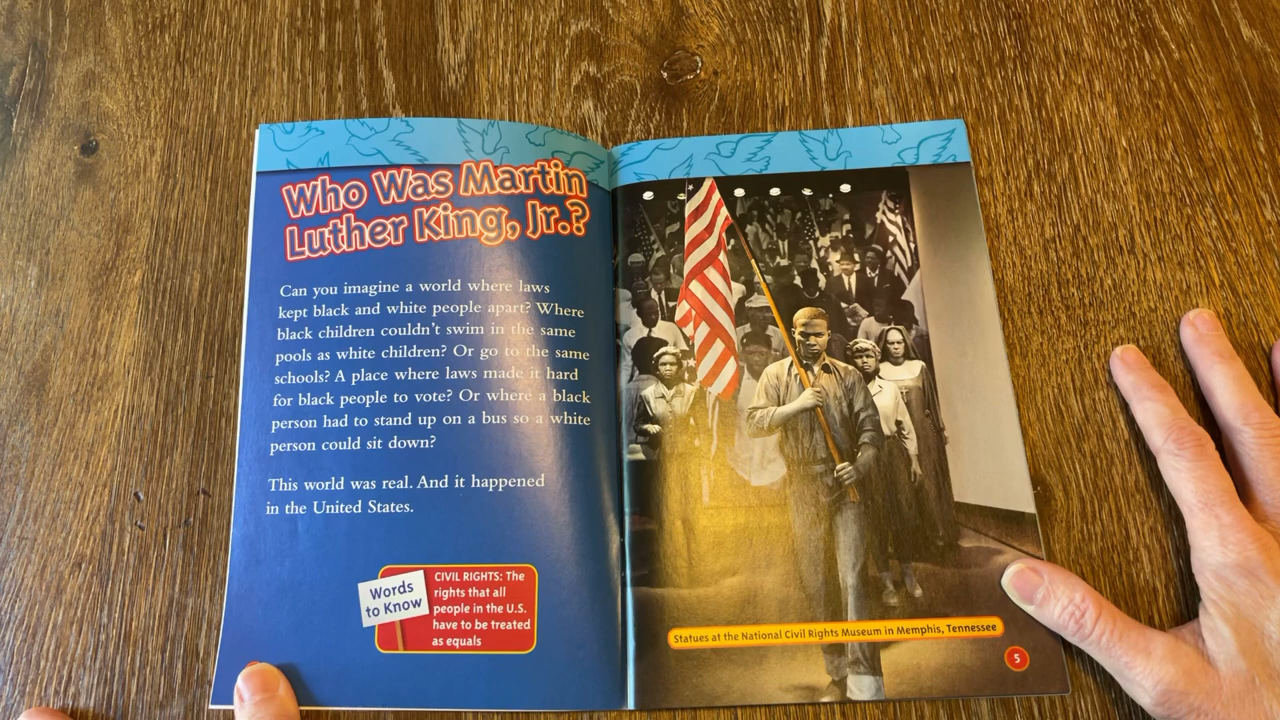 Who Was Martin
Luther King, Jr.?
Can you imagine a world where laws
kept black and white people apart? Where
black children couldn't swim in the same
pools as white children? Or go to the same
schools? A place where laws made it hard
for black people to vote? Or where a black
person had to stand up on a bus so a white
person could sit down?
This world was real. And it happened
in the United States.
Words
to Know
CIVIL RIGHTS: The
rights that all
people in the U.S.
have to be treated
as equals
Statues at the National Civil Rights Museum in Memphis, Tennessee
5